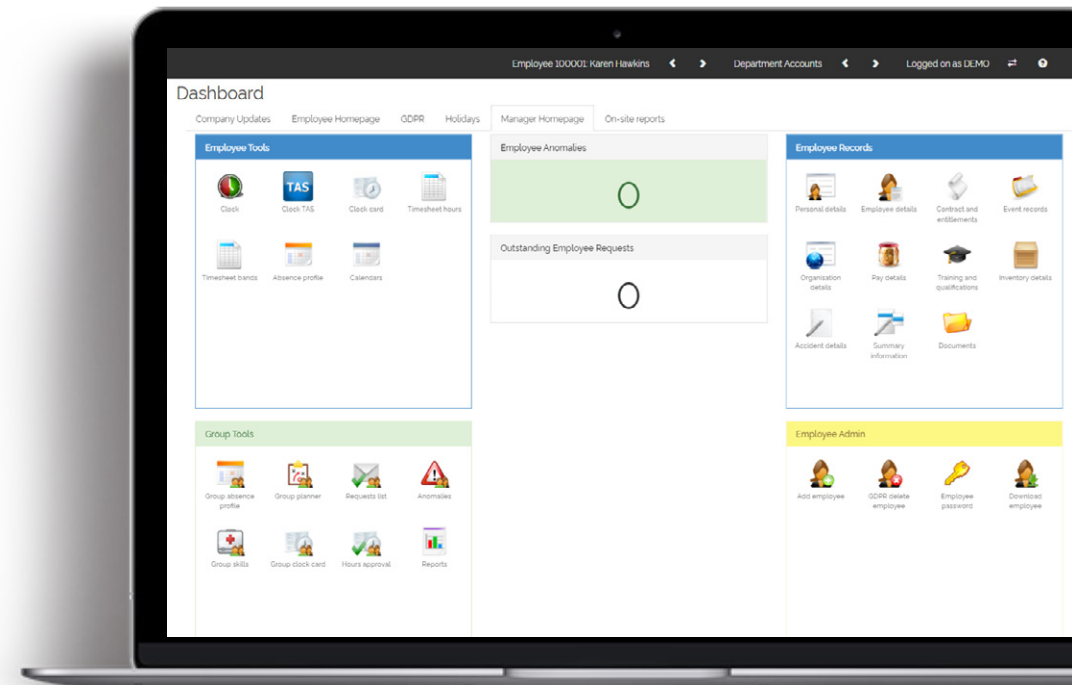 Employee 100001: Karen Hawkins
Department Accounts
Logged on as DEMO
Dashboard
Company Updates
Employee Homepage
GDPR
Holidays
Manager Homepage
On-site reports
Employee Tools
Clock
TAS
Clock TAS
Clock card
Timesheet hours
Timesheet bands
Absence profile
Calendars
Employee Anomalies
0
Outstanding Employee Requests
0
Employee Records
Personal details
Employee details
Contract and
entitlements
Event records
Organisation
details
Pay details
Training and
qualifications
Inventory details
Accident details
Summary
information
Documents
Group Tools
Group absence
profile
Group planner
Requests list
Anomalies
Group skills
Group clock card
Hours approval
Reports
Employee Admin
Add employee
GDPR delete
employee
Employee
password
Download
employee